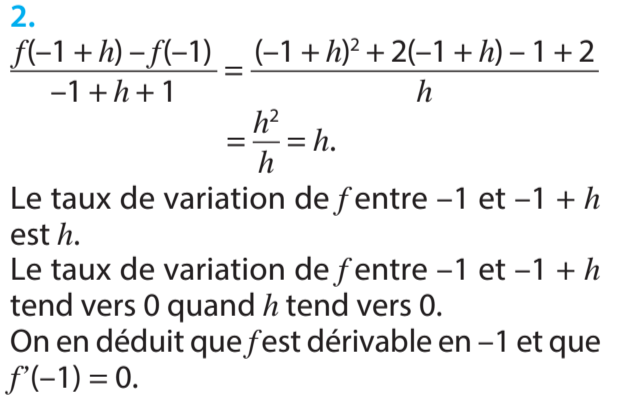 2.
f(−1 + h) − f(−1) / −1 + h + 1 = (−1 + h)² + 2(−1 + h) − 1 + 2 / h
= h² / h = h.
Le taux de variation de f entre −1 et −1 + h
est h.
Le taux de variation de f entre −1 et −1 + h
tend vers 0 quand h tend vers 0.
On en déduit que f est dérivable en −1 et que
f’(−1) = 0.